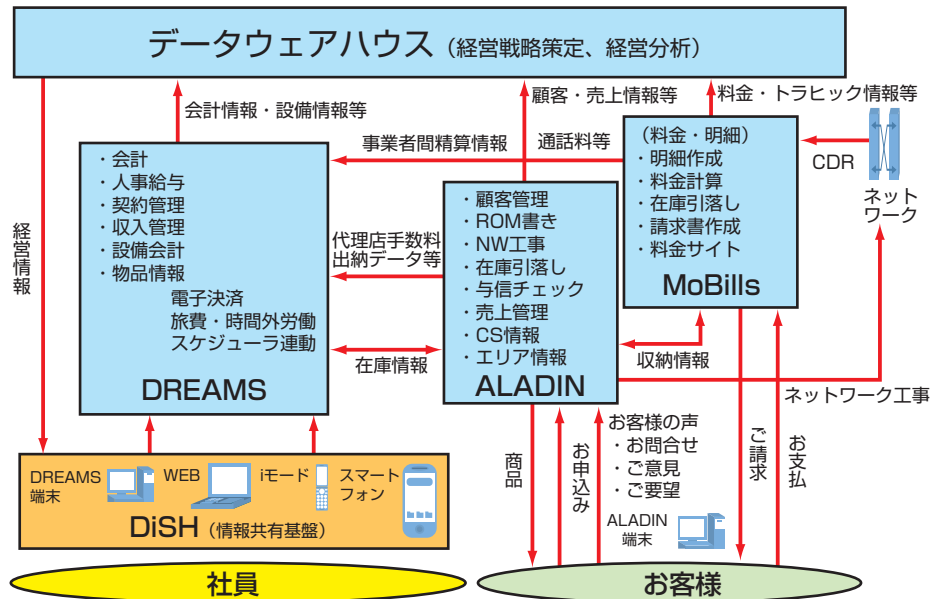 データウェアハウス（経営戦略策定、経営分析）
会計情報・設備情報等
顧客・売上情報等
料金・トラヒック情報等
事業者間精算情報
通話料等
・会計
・人事給与
・契約管理
・収入管理
・設備会計
・物品情報
電子決済
旅費・時間外労働
スケジューラ連動
DREAMS
経営情報
代理店手数料
出納データ等
在庫情報
・顧客管理
・ROM書き
・NW工事
・在庫引落し
・与信チェック
・売上管理
・CS情報
・エリア情報
ALADIN
（料金・明細）
・明細作成
・料金計算
・在庫引落し
・請求書作成
・料金サイト
MoBills
CDR
ネット
ワーク
収納情報
ネットワーク工事
DREAMS
端末
WEB
iモード
スマート
フォン
DiSH（情報共有基盤）
商品
お申込み
お客様の声
・お問合せ
・ご意見
・ご要望
ALADIN
端末
ご請求
お支払
社員
お客様